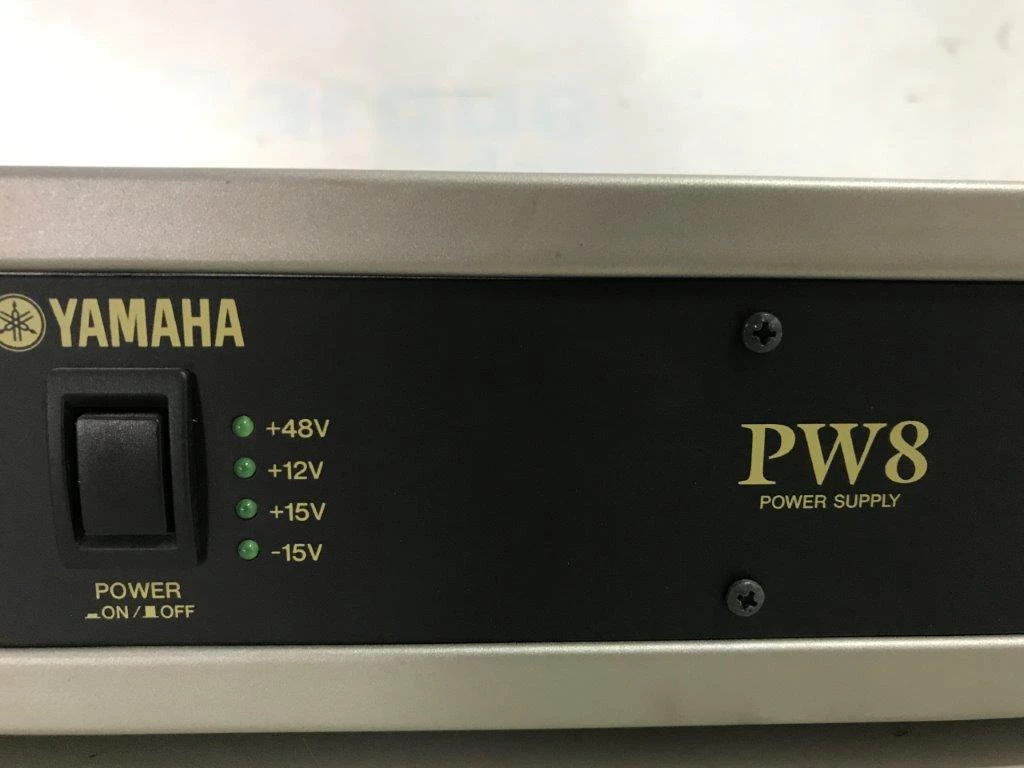 YAMAHA
+48V
+12V
+15V
-15V
POWER
ON / OFF
PW8
POWER SUPPLY